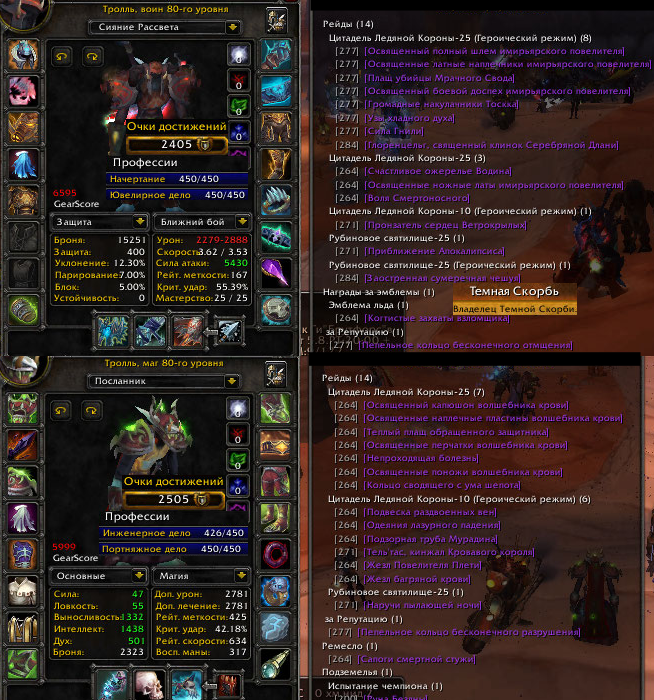 Тролль, воин 80-го уровня
Сияние Рассвета
0
0
0
0
Очки достижений
2405
Профессии
Начертание 450/450
Ювелирное дело 450/450
6595
GearScore
Защита
Броня: 15251
Защита: 400
Уклонение: 12.30%
Парирование: 7.00%
Блок: 5.00%
Устойчивость: 0
Ближний бой
Урон: 2279-2888
Скорость: 3.62 / 3.53
Сила атаки: 5430
Рейт. меткости: 167
Крит. удар: 55.39%
Мастерство: 25 / 25
Рейды (14)
Цитадель Ледяной Короны-25 (Героический режим) (8)
[277] [Освященный полный шлем имирьярского повелителя]
[264] [Освященные латные наплечники имирьярского повелителя]
[277] [Плащ убийцы Мрачного Свода]
[277] [Освященный боевой доспех имирьярского повелителя]
[277] [Громадные накулачники Тоскка]
[277] [Узы хладного духа]
[277] [Сила Гнили]
[284] [Глоренцельг, священный клинок Серебряной Длани]
Цитадель Ледяной Короны-25 (3)
[264] [Счастливое ожерелье Водина]
[264] [Освященные ножные латы имирьярского повелителя]
[264] [Воля Смертоносного]
Цитадель Ледяной Короны-10 (Героический режим) (1)
[271] [Пронзатель сердец Ветрокрылых]
Рубиновое святилище-25 (1)
[271] [Приближение Апокалипсиса]
Рубиновое святилище-25 (Героический режим) (1)
[284] [Заостренная сумеречная чешуя]
Награды за эмблемы (1)
Темная Скорбь
Эмблема льда (1)
Владелец Темной Скорби.
[264] [Когтистые захваты взломщика]
за Репутацию (1)
[277] [Пепельное кольцо бесконечного отмщения]
Тролль, маг 80-го уровня
Посланник
0
0
0
0
Очки достижений
2505
Профессии
Инженерное дело 426/450
Портняжное дело 450/450
5999
GearScore
Основные
Сила: 47
Ловкость: 55
Выносливость: 1332
Интеллект: 1438
Дух: 501
Броня: 2323
Магия
Доп. урон: 2781
Доп. лечение: 2781
Рейт. меткости: 425
Крит. удар: 42.18%
Рейт. скорости: 634
Восп. маны: 317
Рейды (14)
Цитадель Ледяной Короны-25 (7)
[264] [Освященный капюшон волшебника крови]
[264] [Освященные наплечные пластины волшебника крови]
[264] [Теплый плащ обращенного защитника]
[264] [Освященные перчатки волшебника крови]
[264] [Непроходящая болезнь]
[264] [Освященные поножи волшебника крови]
[264] [Кольцо сводящего с ума шепота]
Цитадель Ледяной Короны-10 (Героический режим) (6)
[264] [Подвеска раздвоенных вен]
[264] [Одеяния лазурного падения]
[264] [Подзорная труба Мурадина]
[271] [Тель'тас, кинжал Кровавого короля]
[264] [Жезл Повелителя Плети]
[264] [Жезл багряной крови]
Рубиновое святилище-25 (1)
[271] [Наручи пылающей ночи]
за Репутацию (1)
[277] [Пепельное кольцо бесконечного разрушения]
Ремесло (1)
[264] [Сапоги смертной стужи]
Подземелья (1)
Испытание чемпиона (1)